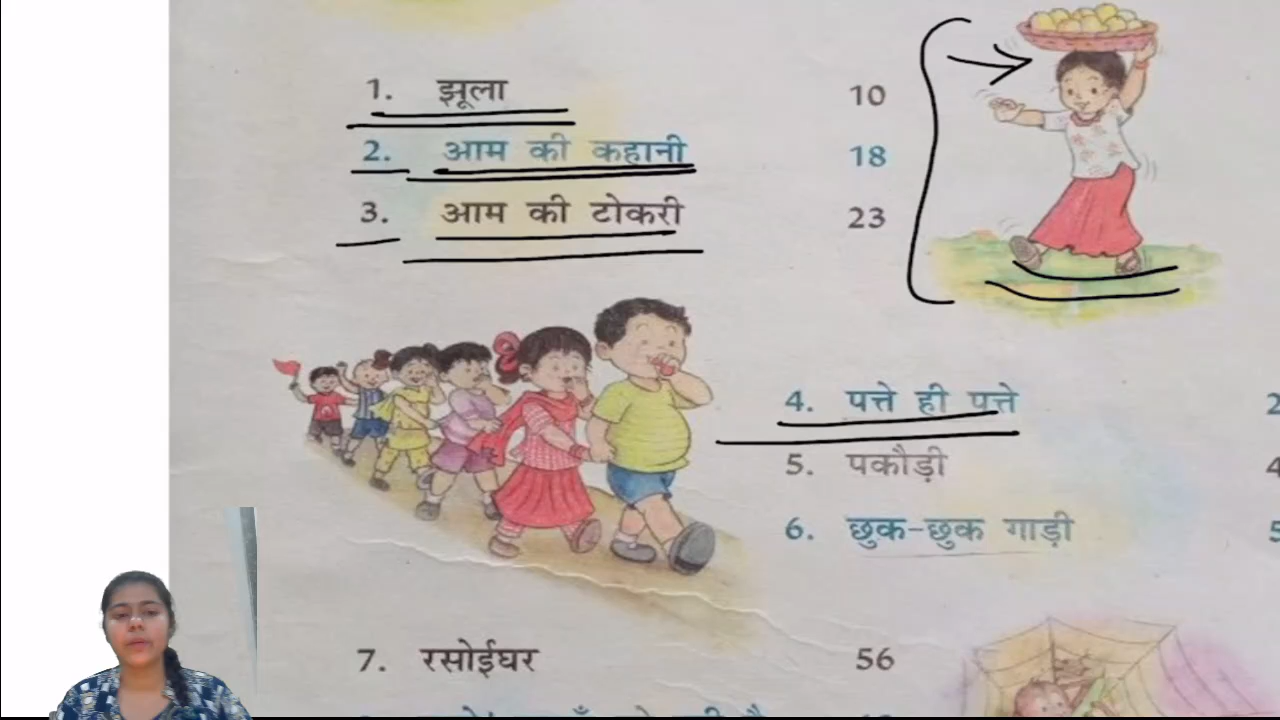 1. झूला 10
2. आम की कहानी 18
3. आम की टोकरी 23
4. पत्ते ही पत्ते
5. पकौड़ी
6. छुक-छुक गाड़ी
7. रसोईघर 56